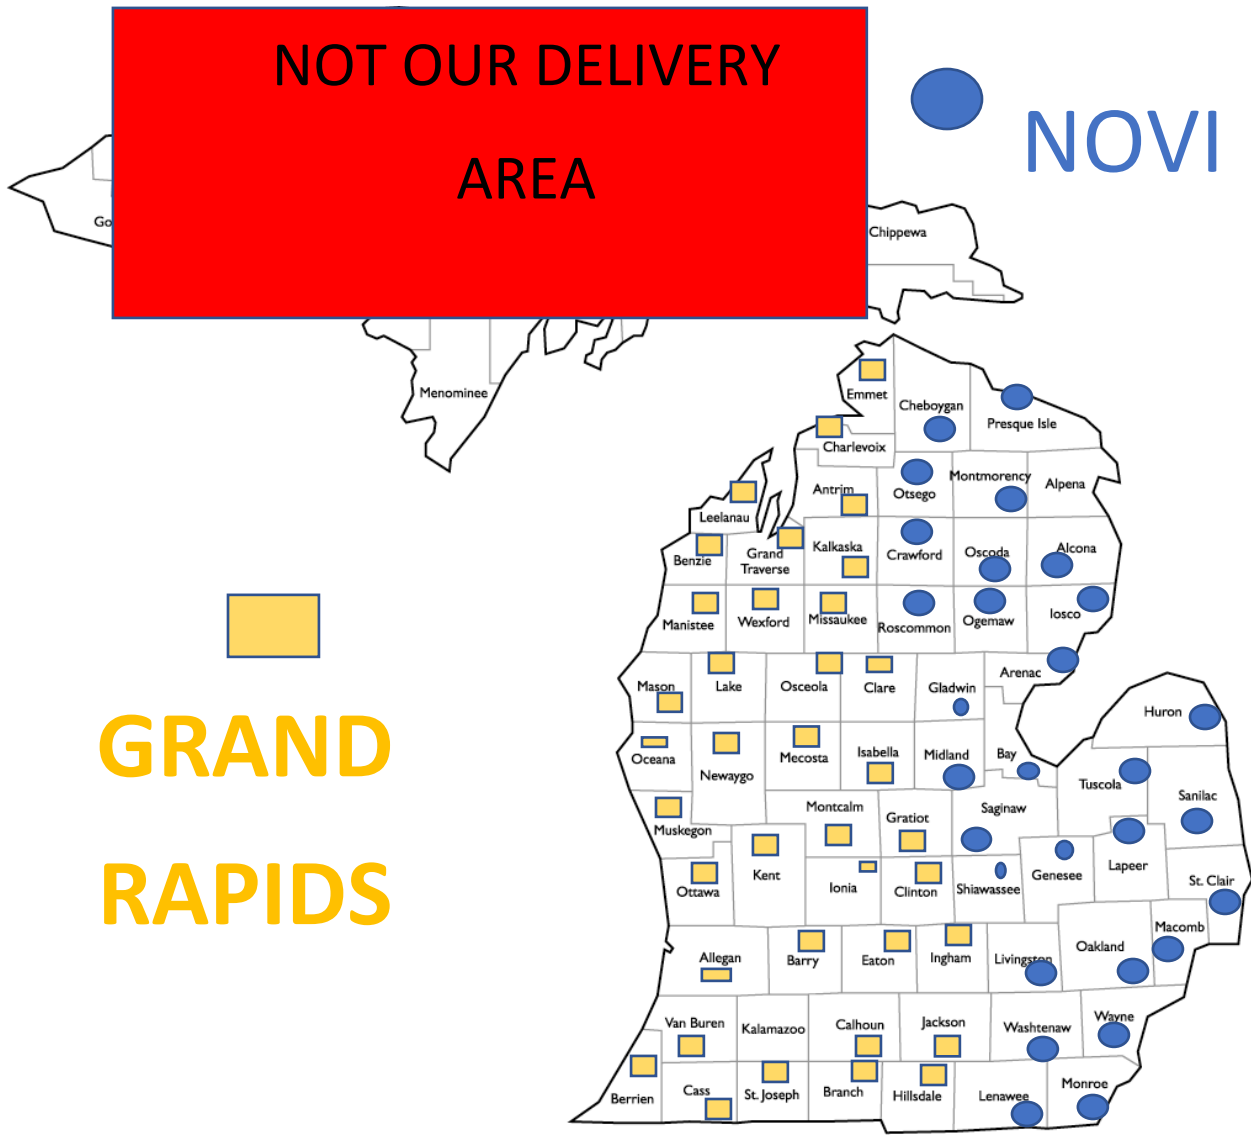 NOT OUR DELIVERY
AREA
NOVI
Go
Chippewa
Menominee
Emmet
Cheboygan
Presque Isle
Charlevoix
Antrim
Otsego
Montmorency
Alpena
Leelanau
Benzie
Grand
Traverse
Kalkaska
Crawford
Oscoda
Alcona
Manistee
Wexford
Missaukee
Roscommon
Ogemaw
Iosco
Mason
Lake
Osceola
Clare
Gladwin
Arenac
Huron
Oceana
Newaygo
Mecosta
Isabella
Midland
Bay
Tuscola
Sanilac
GRAND
RAPIDS
Muskegon
Montcalm
Gratiot
Saginaw
Ottawa
Kent
Ionia
Clinton
Shiawassee
Genesee
Lapeer
St. Clair
Allegan
Barry
Eaton
Ingham
Livingston
Oakland
Macomb
Van Buren
Kalamazoo
Calhoun
Jackson
Washtenaw
Wayne
Berrien
Cass
St. Joseph
Branch
Hillsdale
Lenawee
Monroe